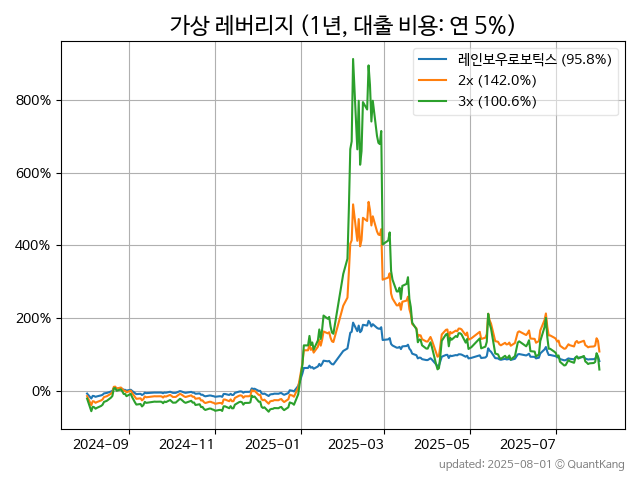 가상 레버리지 (1년, 대출 비용: 연 5%)
레인보우로보틱스 (95.8%)
2x (142.0%)
3x (100.6%)
800%
600%
400%
200%
0%
2024-09 2024-11 2025-01 2025-03 2025-05 2025-07
updated: 2025-08-01 © QuantKang